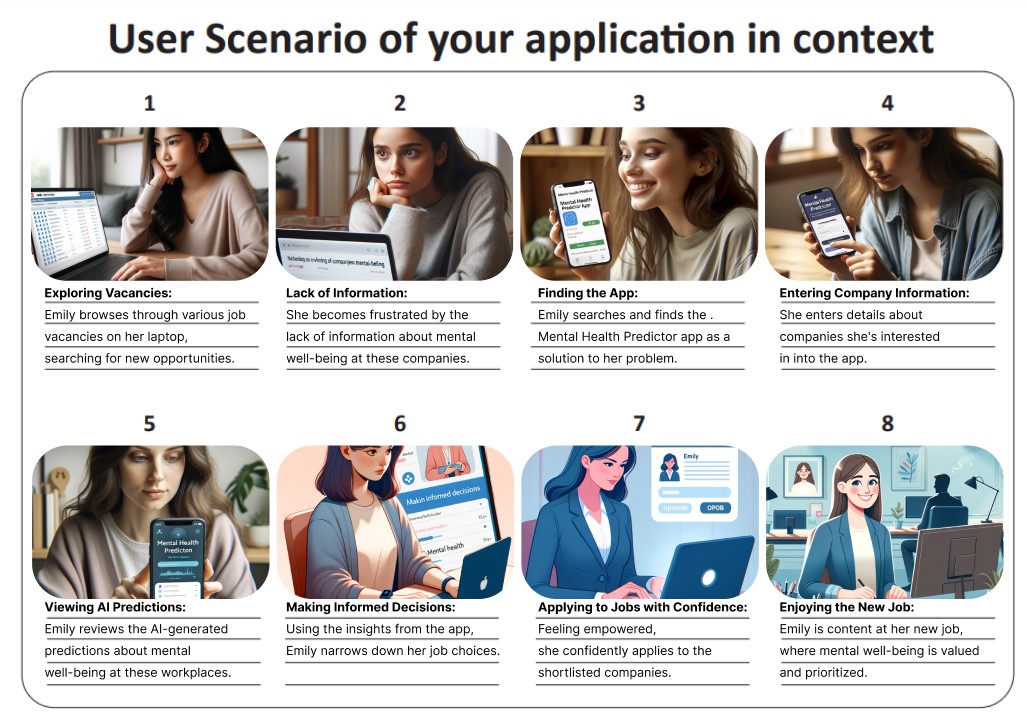 User Scenario of your application in context
1
2
3
4
Mental Health Predictor
Mental Health
Predictor App
Mental Health
Predictor
Exploring Vacancies:
Emily browses through various job
vacancies on her laptop,
searching for new opportunities.
Lack of Information:
She becomes frustrated by the
lack of information about mental
well-being at these companies.
Finding the App:
Emily searches and finds the .
Mental Health Predictor app as a
solution to her problem.
Entering Company Information:
She enters details about
companies she's interested
in into the app.
5
6
7
8
Mental Health
Predicton
Makin informed decisions
Mental health
Emily
OPOB
Viewing AI Predictions:
Emily reviews the AI-generated
predictions about mental
well-being at these workplaces.
Making Informed Decisions:
Using the insights from the app,
Emily narrows down her job choices.
Applying to Jobs with Confidence:
Feeling empowered,
she confidently applies to the
shortlisted companies.
Enjoying the New Job:
Emily is content at her new job,
where mental well-being is valued
and prioritized.